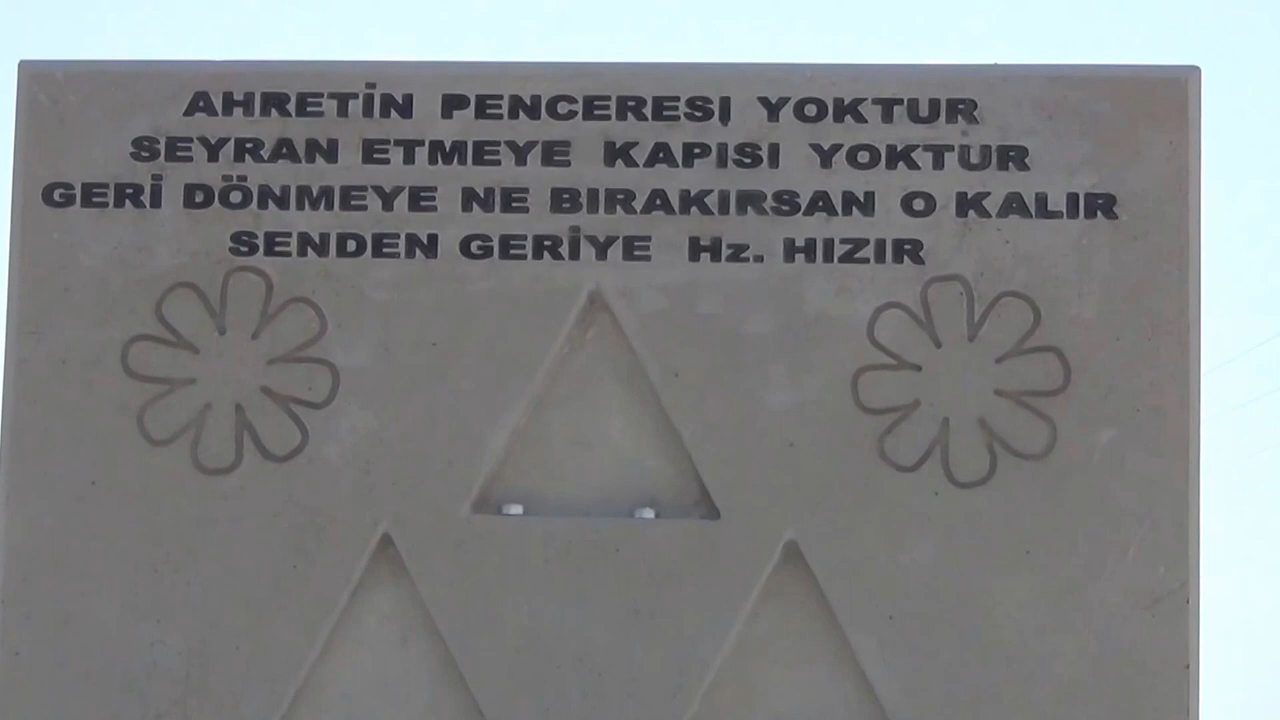 AHRETİN PENCERESI YOKTUR
SEYRAN ETMEYE KAPISI YOKTUR
GERİ DÖNMEYE NE BIRAKIRSAN O KALIR
SENDEN GERİYE Hz. HIZIR